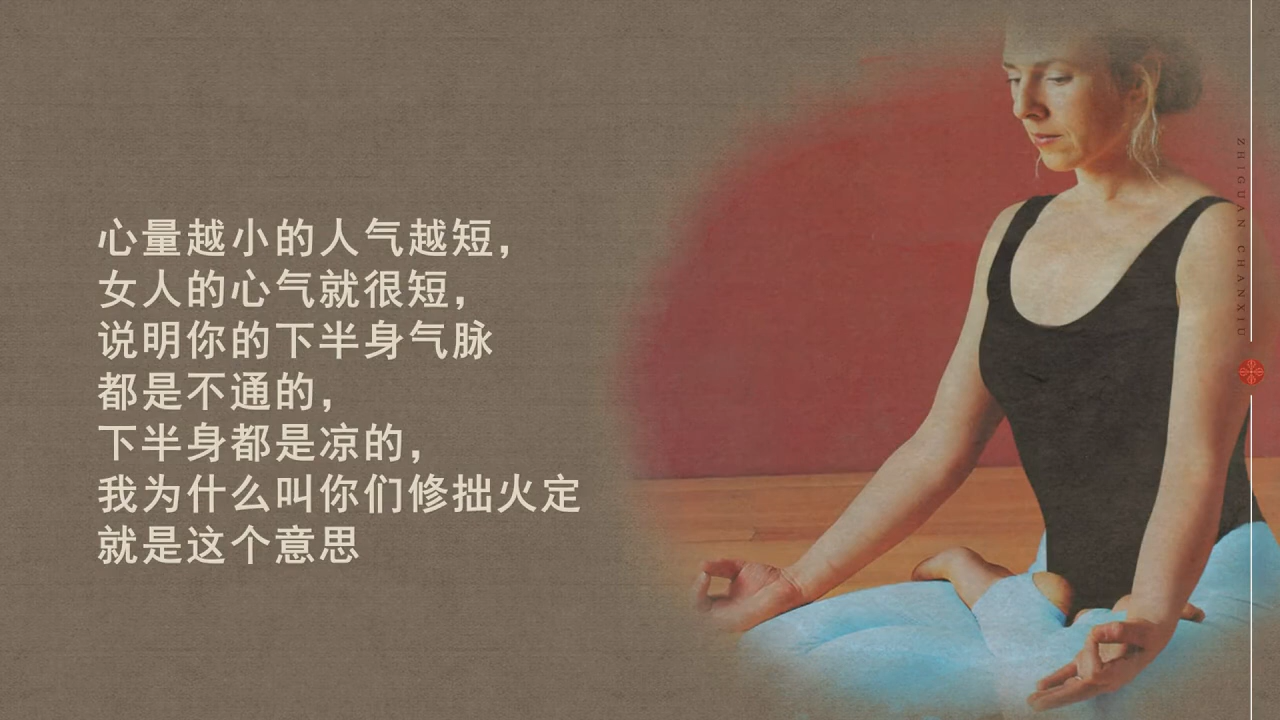 心量越小的人气越短，
女人的心气就很短，
说明你的下半身气脉
都是不通的，
下半身都是凉的，
我为什么叫你们修拙火定
就是这个意思
ZHIGUAN CHANXIU